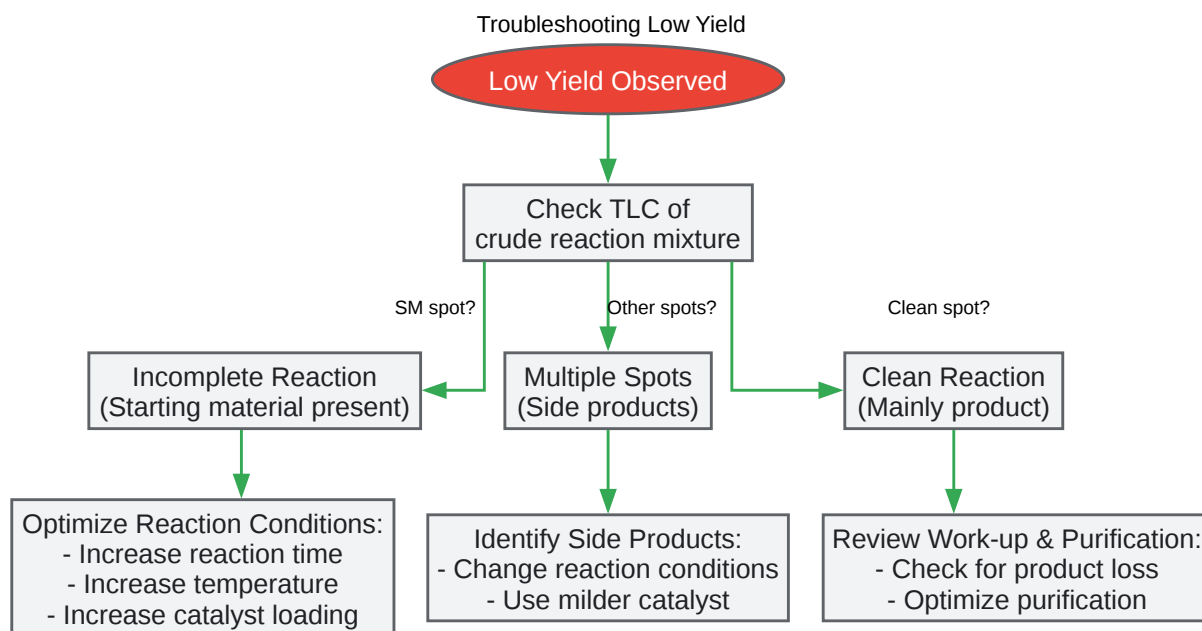 Troubleshooting Low Yield
Low Yield Observed
Check TLC of
crude reaction mixture
SM spot?
Other spots?
Clean spot?
Incomplete Reaction
(Starting material present)
Multiple Spots
(Side products)
Clean Reaction
(Mainly product)
Optimize Reaction Conditions:
- Increase reaction time
- Increase temperature
- Increase catalyst loading
Identify Side Products:
- Change reaction conditions
- Use milder catalyst
Review Work-up & Purification:
- Check for product loss
- Optimize purification